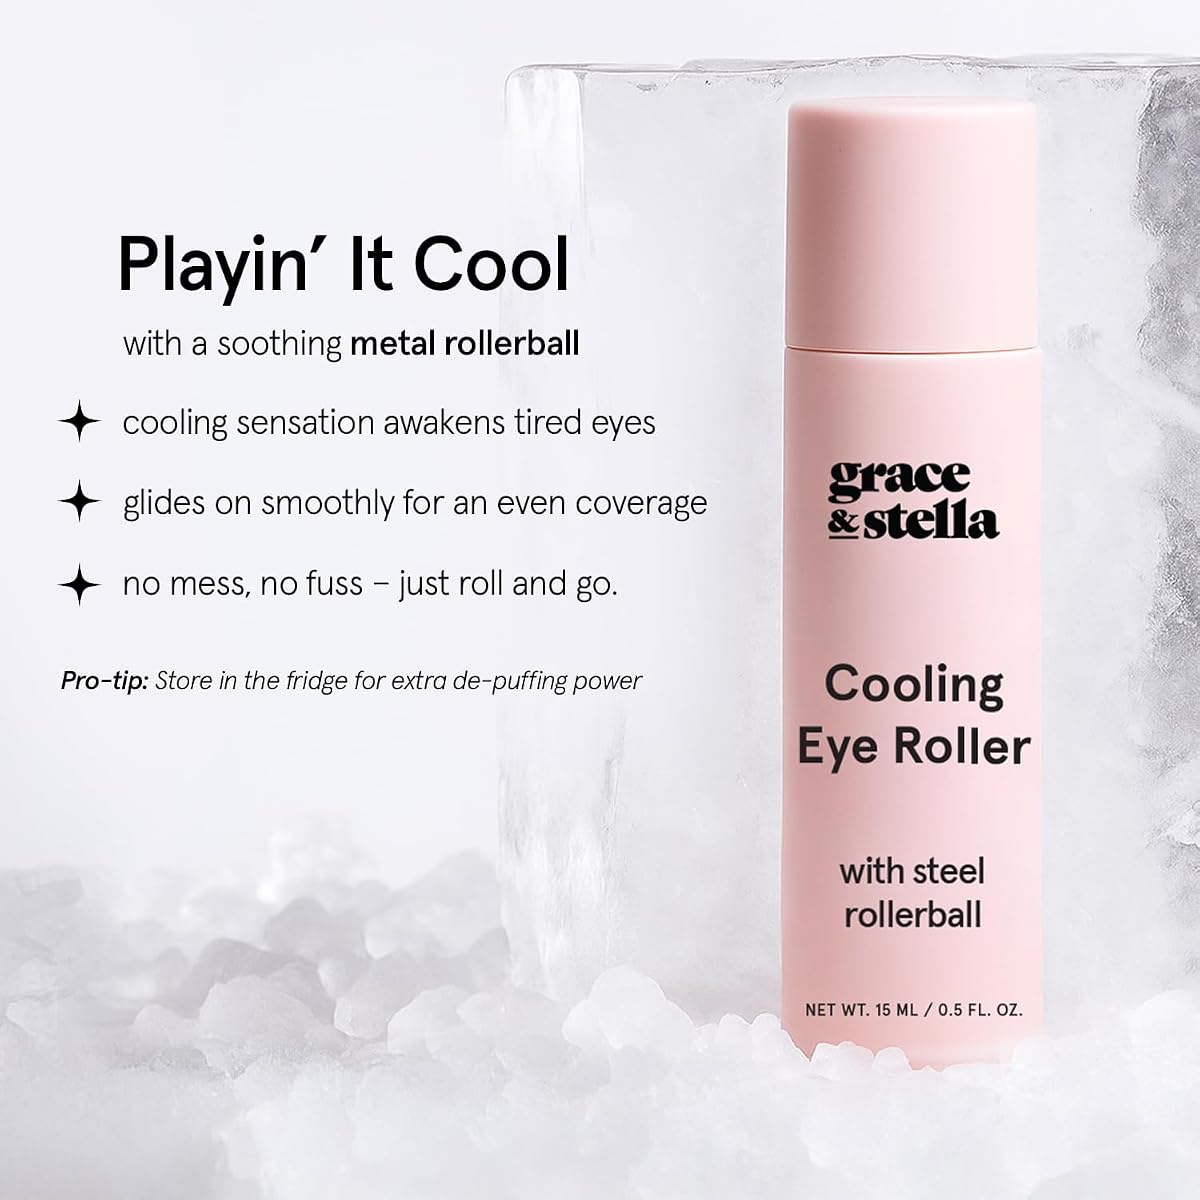 Playin’ It Cool
with a soothing metal rollerball
cooling sensation awakens tired eyes
glides on smoothly for an even coverage
no mess, no fuss – just roll and go.
Pro-tip: Store in the fridge for extra de-puffing power
grace
& stella
Cooling
Eye Roller
with steel
rollerball
NET WT. 15 ML / 0.5 FL. OZ.